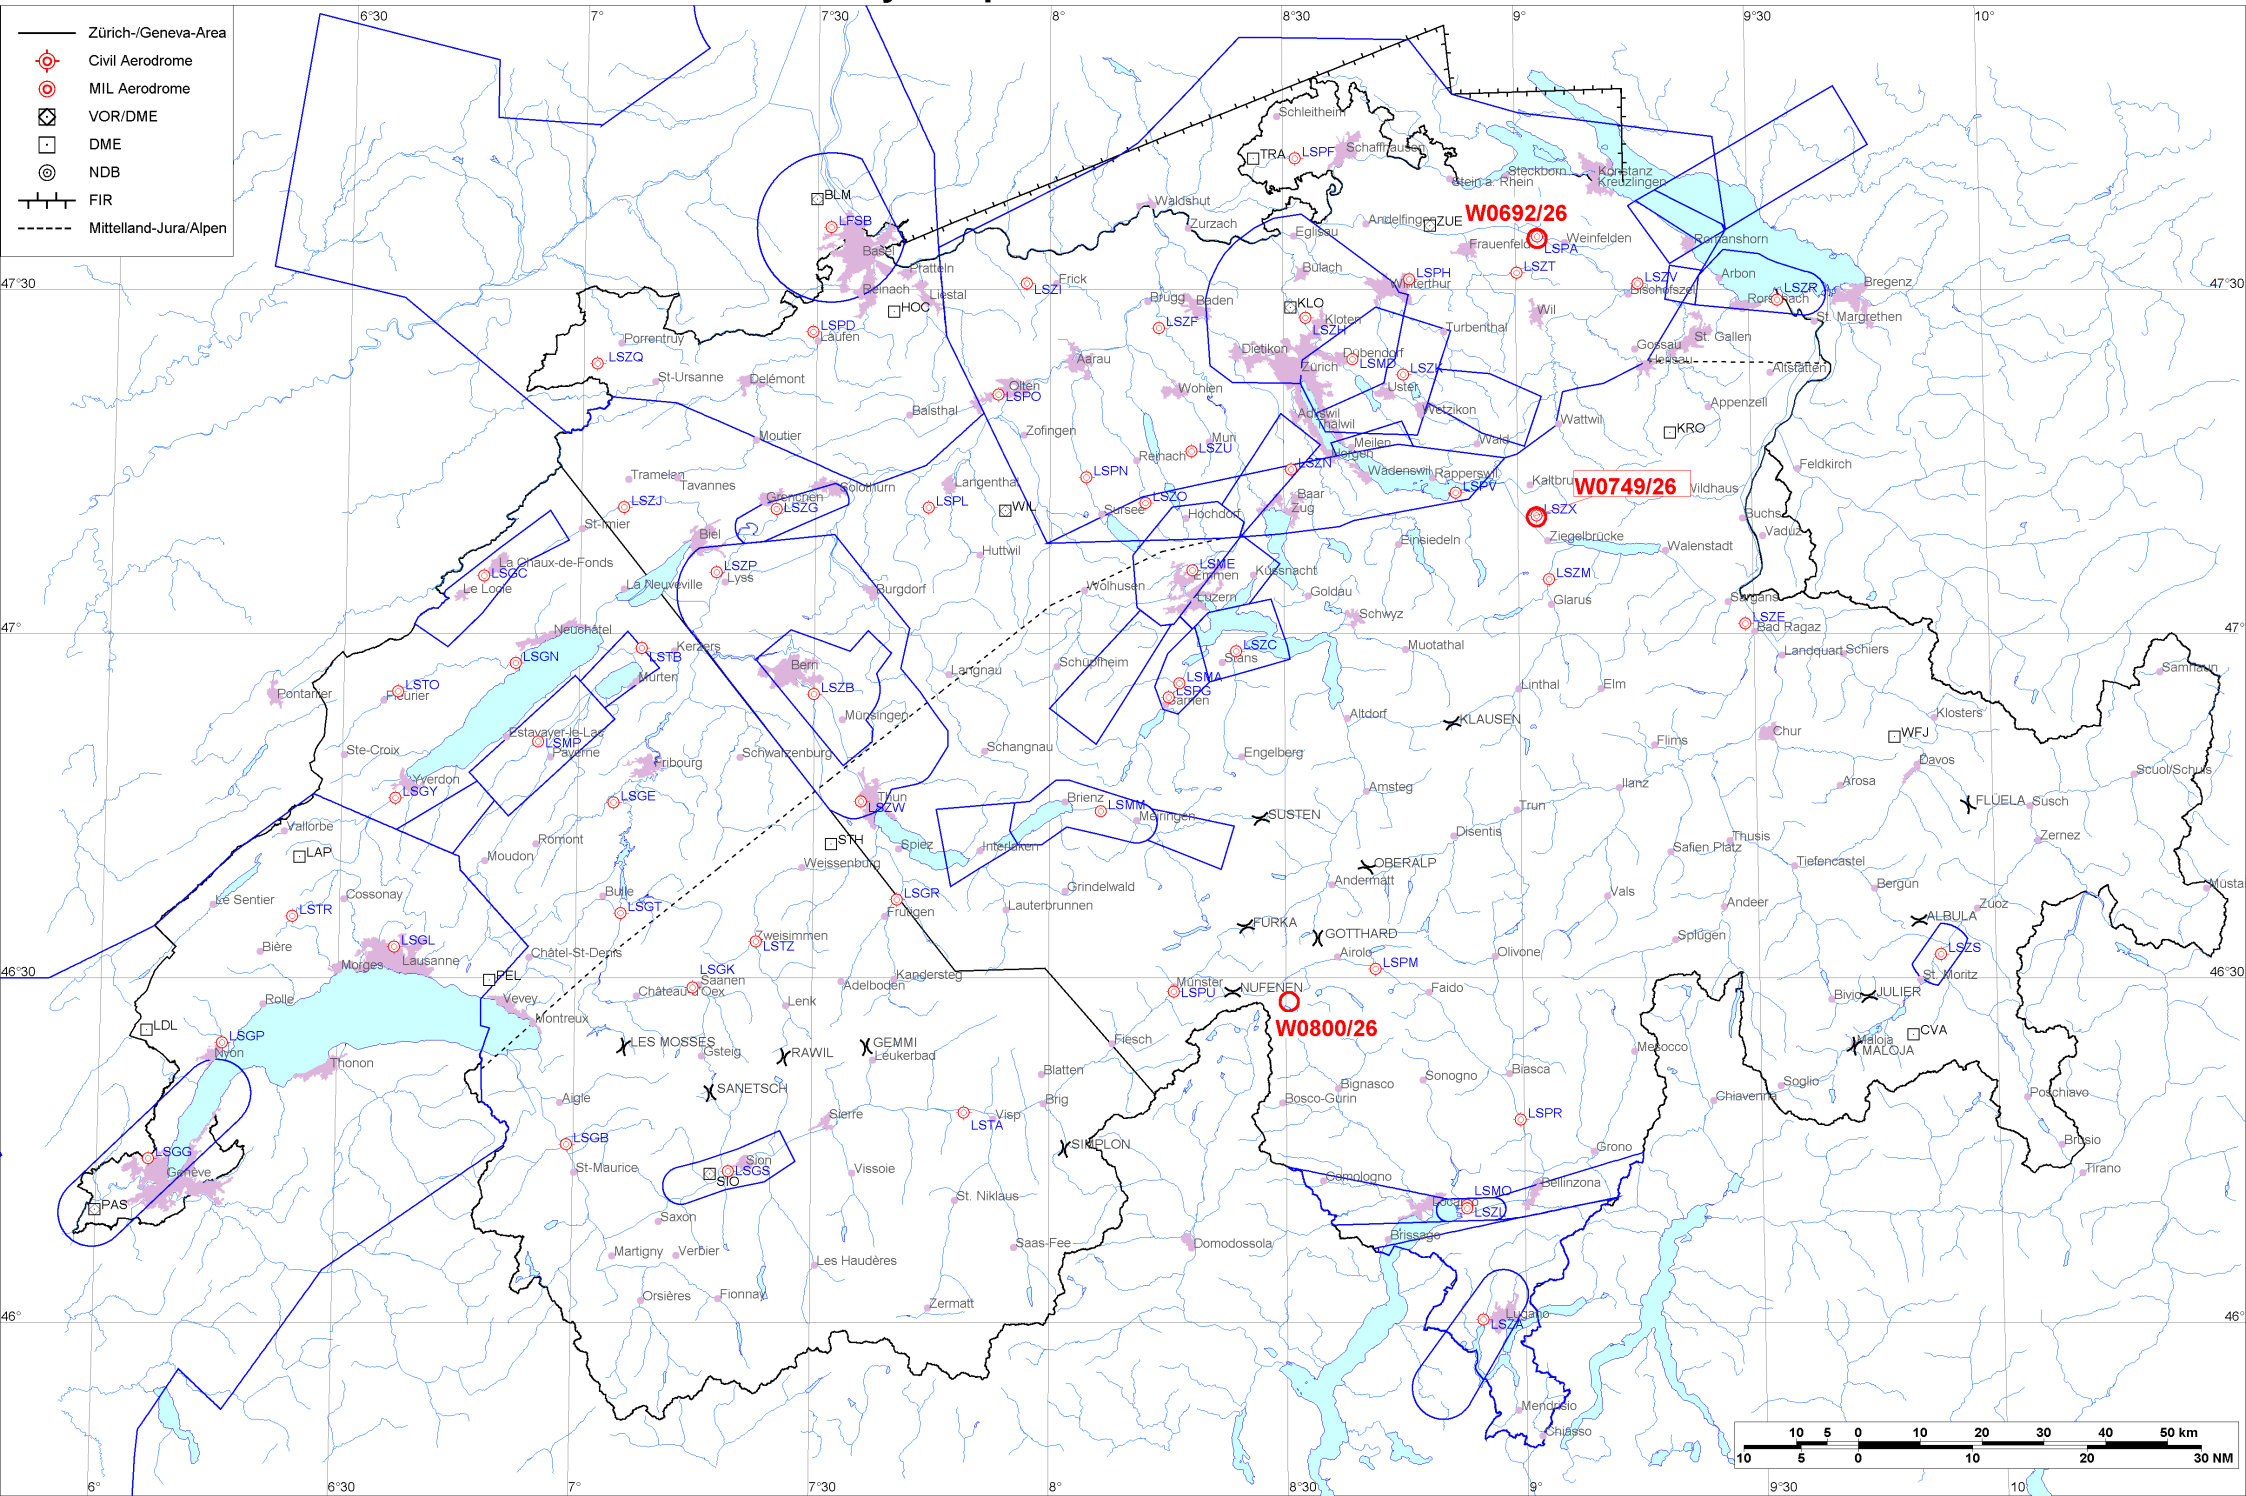 6°30
7°
7°30
8°
8°30
9°
9°30
10°
Zürich-/Geneva-Area
Civil Aerodrome
MIL Aerodrome
VOR/DME
DME
NDB
FIR
Mittelland-Jura/Alpen
Schleitheim
TRA
LSPF
Schaffhausen
Steckborn
Stein a. Rhein
Konstanz
Kreuzlingen
BLM
LFSB
Basel
Waldshut
Zurzach
Eglisau
Andelfingen
ZUE
W0692/26
LSPA
Weinfelden
Frauenfeld
Romanshorn
Pratteln
Reinach
Liestal
HOC
LSZI
Frick
Bülach
LSPH
Winterthur
LSZT
LSZV
Bischofszell
Arbon
LSZR
Rorschach
Bregenz
St. Margrethen
47°30
47°30
Brugg
Baden
KLO
Kloten
LSZH
LSZF
Wil
Turbenthal
St. Gallen
Gossau
Herisau
LSPD
Laufen
Porrentruy
LSZQ
St-Ursanne
Delémont
Aarau
Dietikon
Zürich
Dübendorf
LSMD
LSZK
Uster
Altstätten
Olten
LSPO
Wohlen
Wetzikon
Appenzell
Balsthal
Adliswil
Thalwil
Wattwil
KRO
Moutier
Zofingen
Muri
LSZU
Meilen
Horgen
Wald
Reinach
LSZN
Wädenswil
Rapperswil
Feldkirch
Tramelan
Tavannes
LSPN
Langenthal
Solothurn
Grenchen
LSZG
LSZJ
LSPL
WIL
LSZO
Sursee
Hochdorf
Baar
Zug
LSPV
Kaltbrunn
W0749/26
Wildhaus
LSZX
Ziegelbrücke
Buchs
Vaduz
St-Imier
Biel
La Chaux-de-Fonds
LSGC
Le Locle
La Neuveville
LSZP
Lyss
Huttwil
Burgdorf
Wolhusen
LSME
Emmen
Küssnacht
Luzern
Goldau
Einsiedeln
Walenstadt
LSZM
Glarus
Schwyz
Sargans
LSZE
Bad Ragaz
47°
47°
Neuchâtel
LSGN
LSTB
Kerzers
Murten
Bern
LSZB
Langnau
Schüpfheim
LSZC
Stans
LSMA
LSPG
Sarnen
Muotathal
Landquart
Schiers
Samnaun
Pontarlier
LSTO
Fleurier
Münsingen
Altdorf
KLAUSEN
Linthal
Elm
Klosters
Chur
WFJ
Ste-Croix
Estavayer-le-Lac
LSMP
Payerne
Fribourg
Schwarzenburg
Schangnau
Engelberg
Flims
Davos
Arosa
Scuol/Schuls
Yverdon
LSGY
LSGE
Thun
LSZW
Brienz
LSMM
Meiringen
SUSTEN
Amsteg
Trun
Ilanz
FLÜELA
Susch
Vallorbe
LAP
Romont
Moudon
STH
Weissenburg
Spiez
Interlaken
Disentis
Safien Platz
Thusis
Tiefencastel
Zernez
OBERALP
Andermatt
Grindelwald
Cossonay
Le Sentier
LSTR
Bulle
LSGT
LSGR
Frutigen
Lauterbrunnen
FURKA
GOTTHARD
Vals
Andeer
Bergün
Zuoz
ALBULA
Müsta
Bière
LSGL
Lausanne
Morges
Châtel-St-Denis
Zweisimmen
LSTZ
Airolo
LSPM
Olivone
Splügen
LSZS
St. Moritz
46°30
46°30
PEL
LSGK
Saanen
Château-d'Oex
Adelboden
Kandersteg
Münster
LSPU
NUFENEN
W0800/26
Faido
Bivio
JULIER
Rolle
Vevey
Montreux
Lenk
LDL
LSGP
Nyon
Thonon
LES MOSSES
Gsteig
RAWIL
GEMMI
Leukerbad
Fiesch
Mesocco
CVA
Maloja
MALOJA
SANETSCH
Blatten
Brig
Bignasco
Sonogno
Biasca
Bosco-Gurin
Soglio
Chiavenna
Poschiavo
Aigle
Sierre
Visp
LSTA
LSPR
LSGB
SIMPLON
Grono
Brusio
Tirano
LSGG
Genève
PAS
St-Maurice
Sion
LSGS
SIO
Vissoie
St. Niklaus
Comologno
LSMO
Locarno
LSZL
Bellinzona
Saxon
Martigny
Verbier
Les Haudères
Saas-Fee
Domodossola
Brissago
Orsières
Fionnay
Zermatt
Lugano
LSZA
46°
46°
Mendrisio
Chiasso
10 5 0 10 20 30 40 50 km
10 5 0 10 20 30 NM
6°
6°30
7°
7°30
8°
8°30
9°
9°30
10°